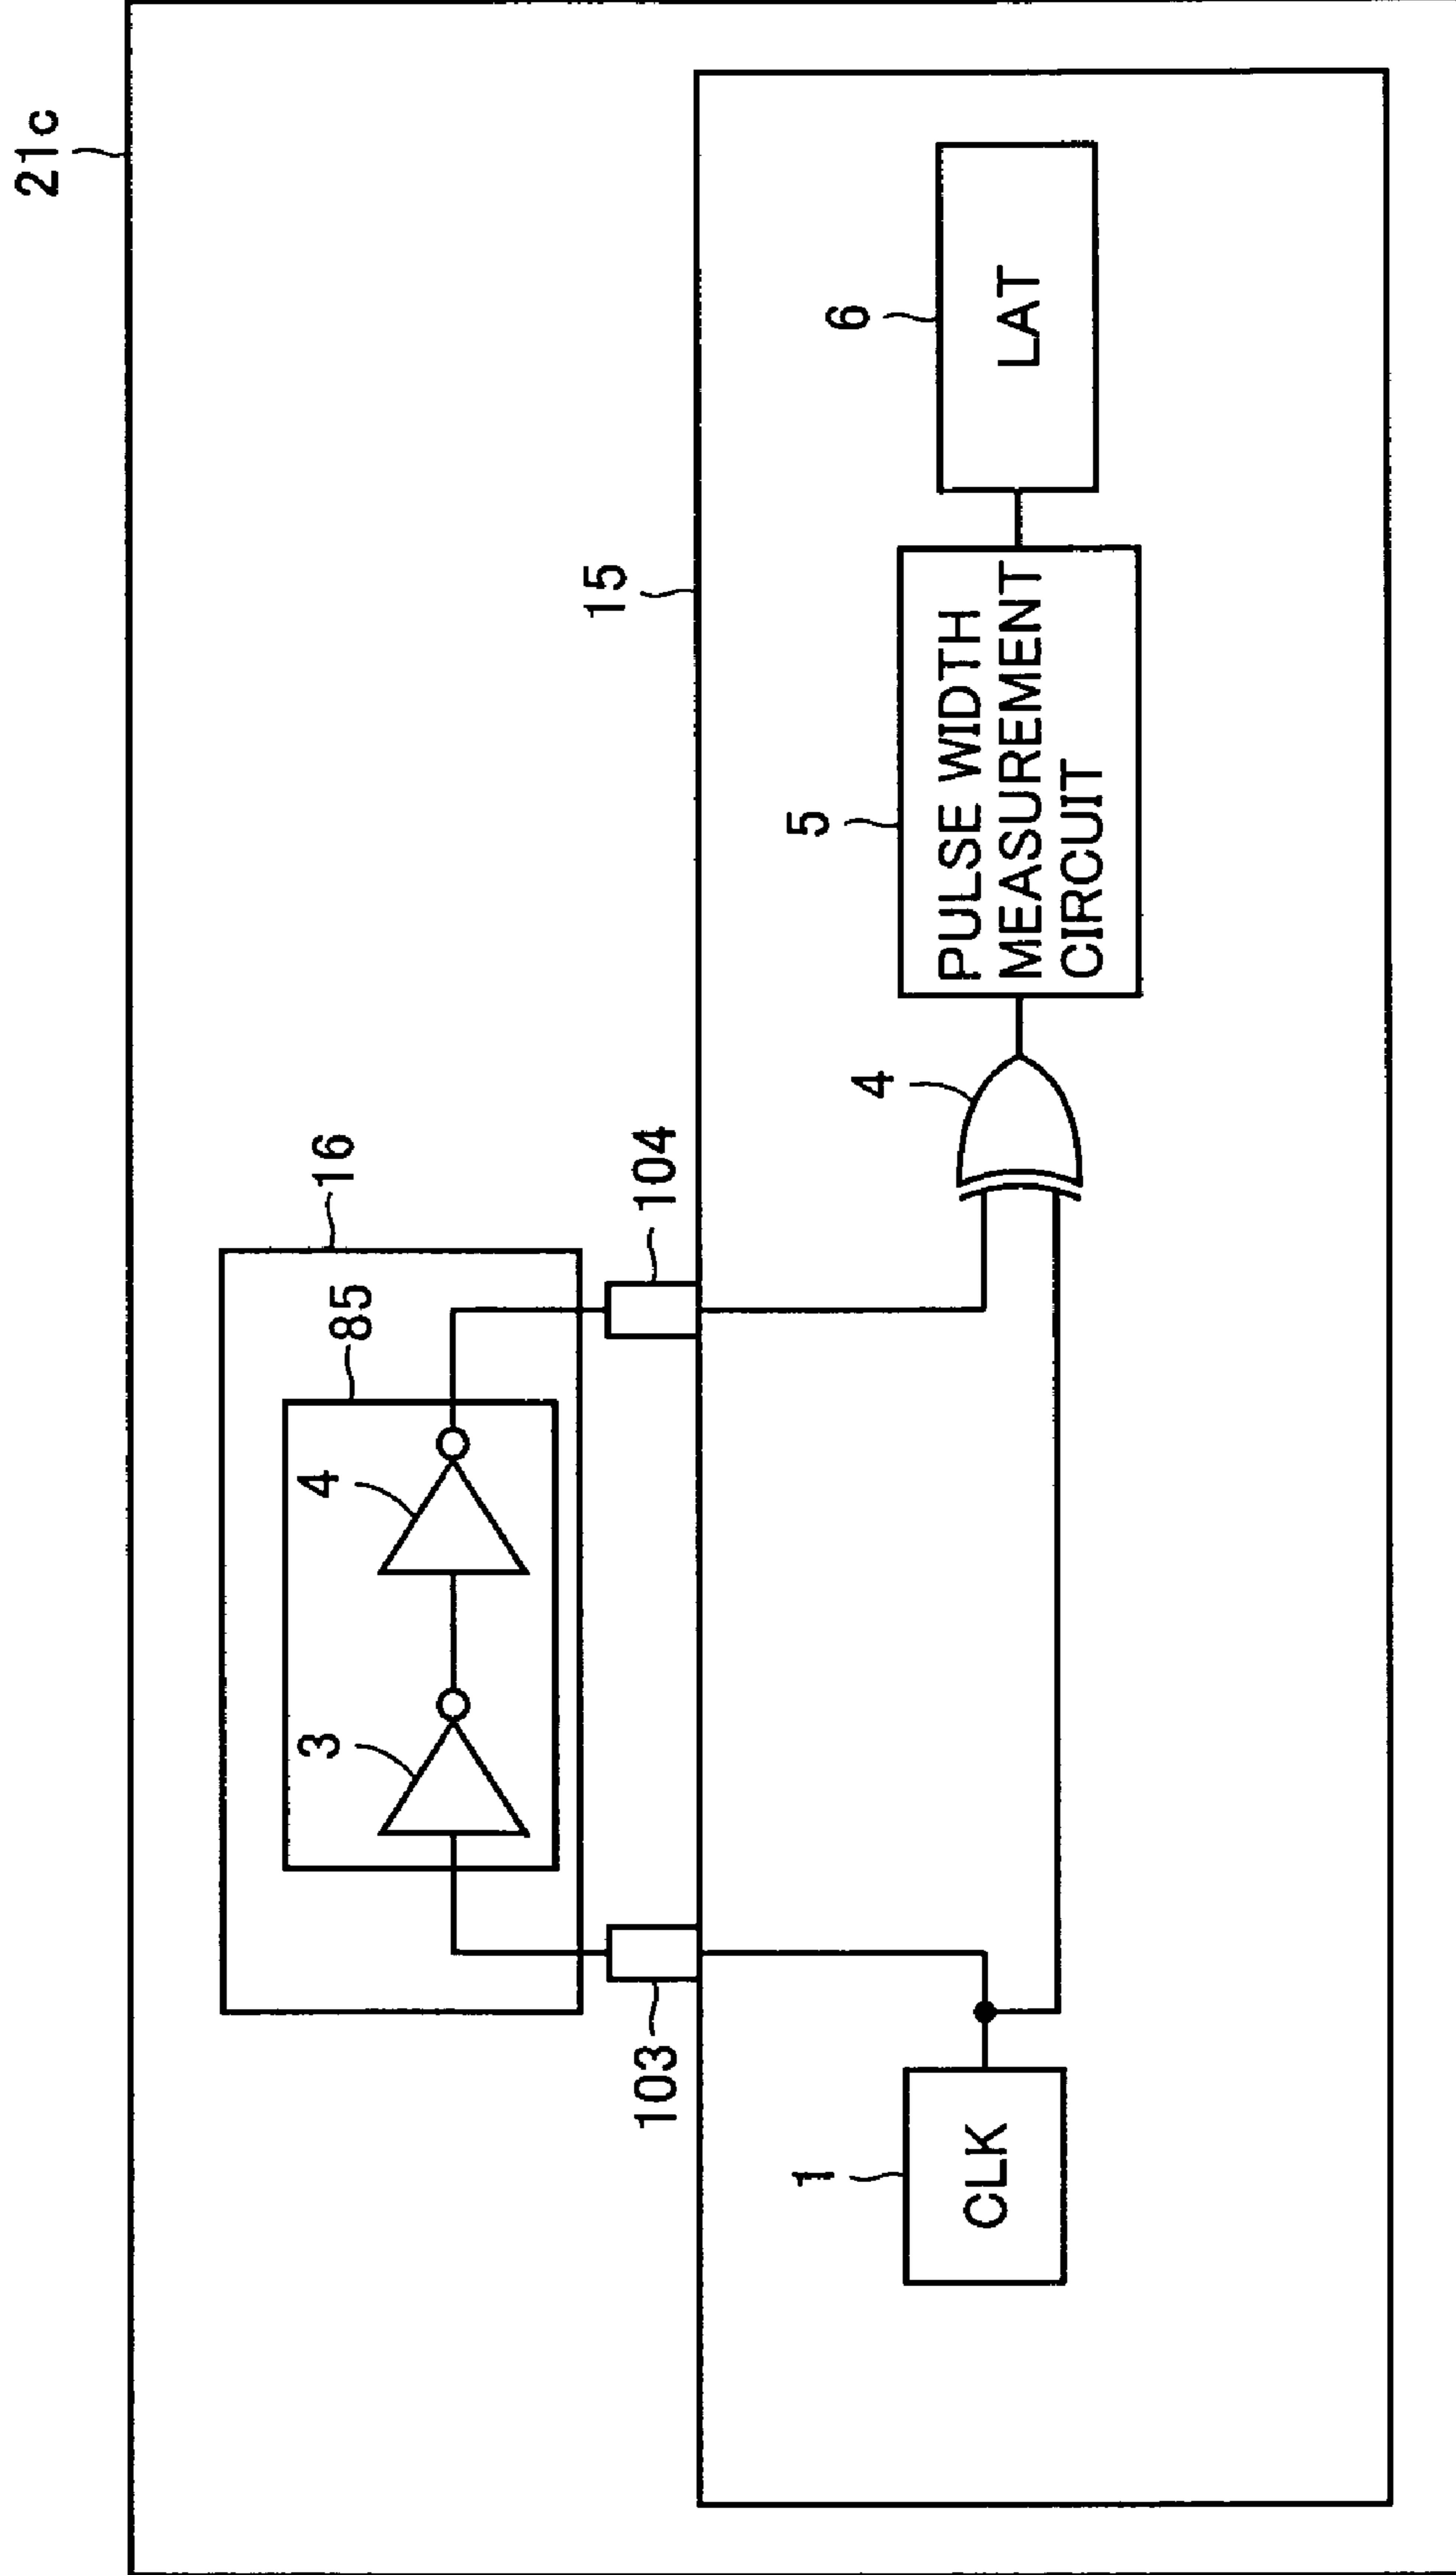 21c
16
85
3
4
103
104
15
1
CLK
4
5
PULSE WIDTH
MEASUREMENT
CIRCUIT
6
LAT